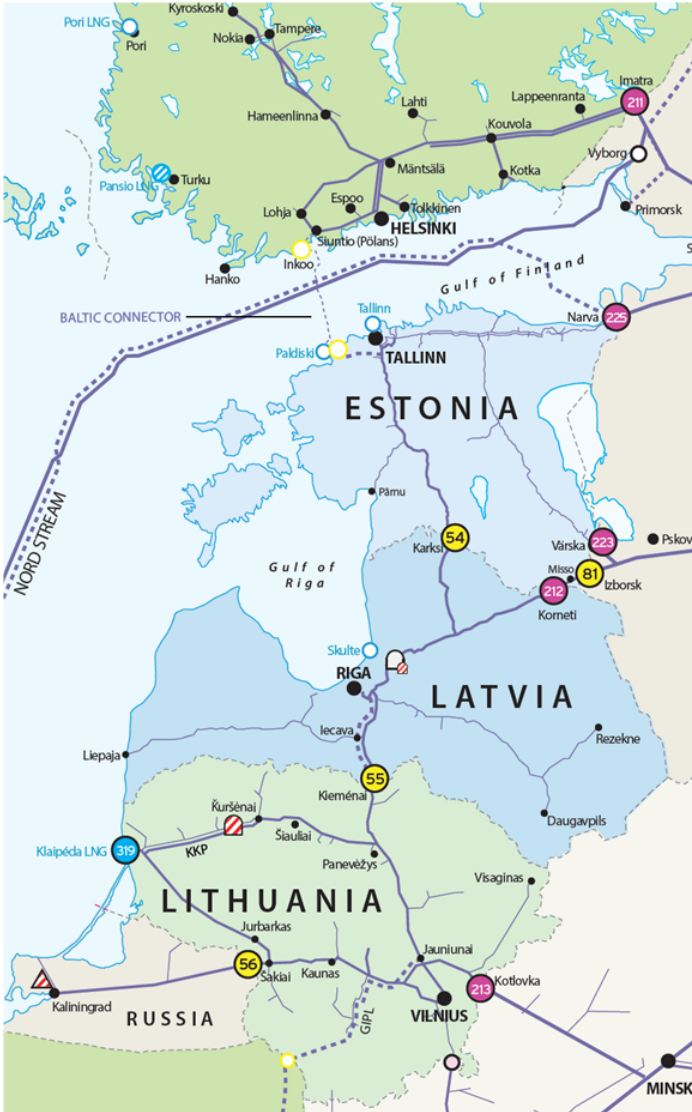 Kyroskoski
Pori LNG
Pori
Nokia
Tampere
Imatra
211
Hameenlinna
Lahti
Lappeenranta
Kouvola
Vyborg
Pansio LNG
Turku
Mäntsälä
Kotka
Espoo
Tolkkinen
Primorsk
Lohja
HELSINKI
Siuntio (Pölans)
Inkoo
Hanko
Gulf of Finland
BALTIC CONNECTOR
Tallinn
Narva
225
Paldiski
TALLINN
ESTONIA
NORD STREAM
Pärnu
Karksi
54
Värska
223
Pskov
Gulf of
Riga
Misso
81
Izborsk
212
Korneti
Skulte
RIGA
LATVIA
Iecava
Rezekne
Liepaja
55
Kieménai
Daugavpils
Kuršénai
Šiauliai
Klaipéda LNG
319
KKP
Panevėžys
Visaginas
LITHUANIA
Jurbarkas
56
Šakiai
Kaunas
Jauniunai
213
Kotlovka
Kaliningrad
VILNIUS
RUSSIA
GIPL
MINSK